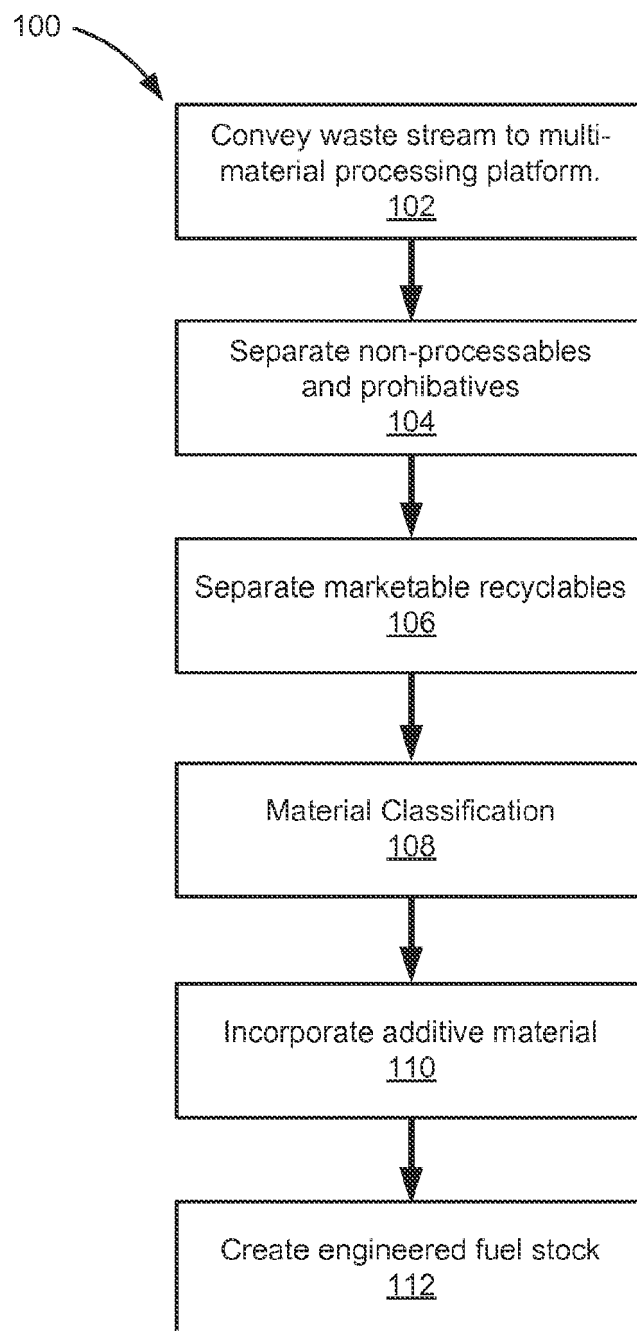 100
Convey waste stream to multi-
material processing platform.
102
Separate non-processables
and prohibatives
104
Separate marketable recyclables
106
Material Classification
108
Incorporate additive material
110
Create engineered fuel stock
112